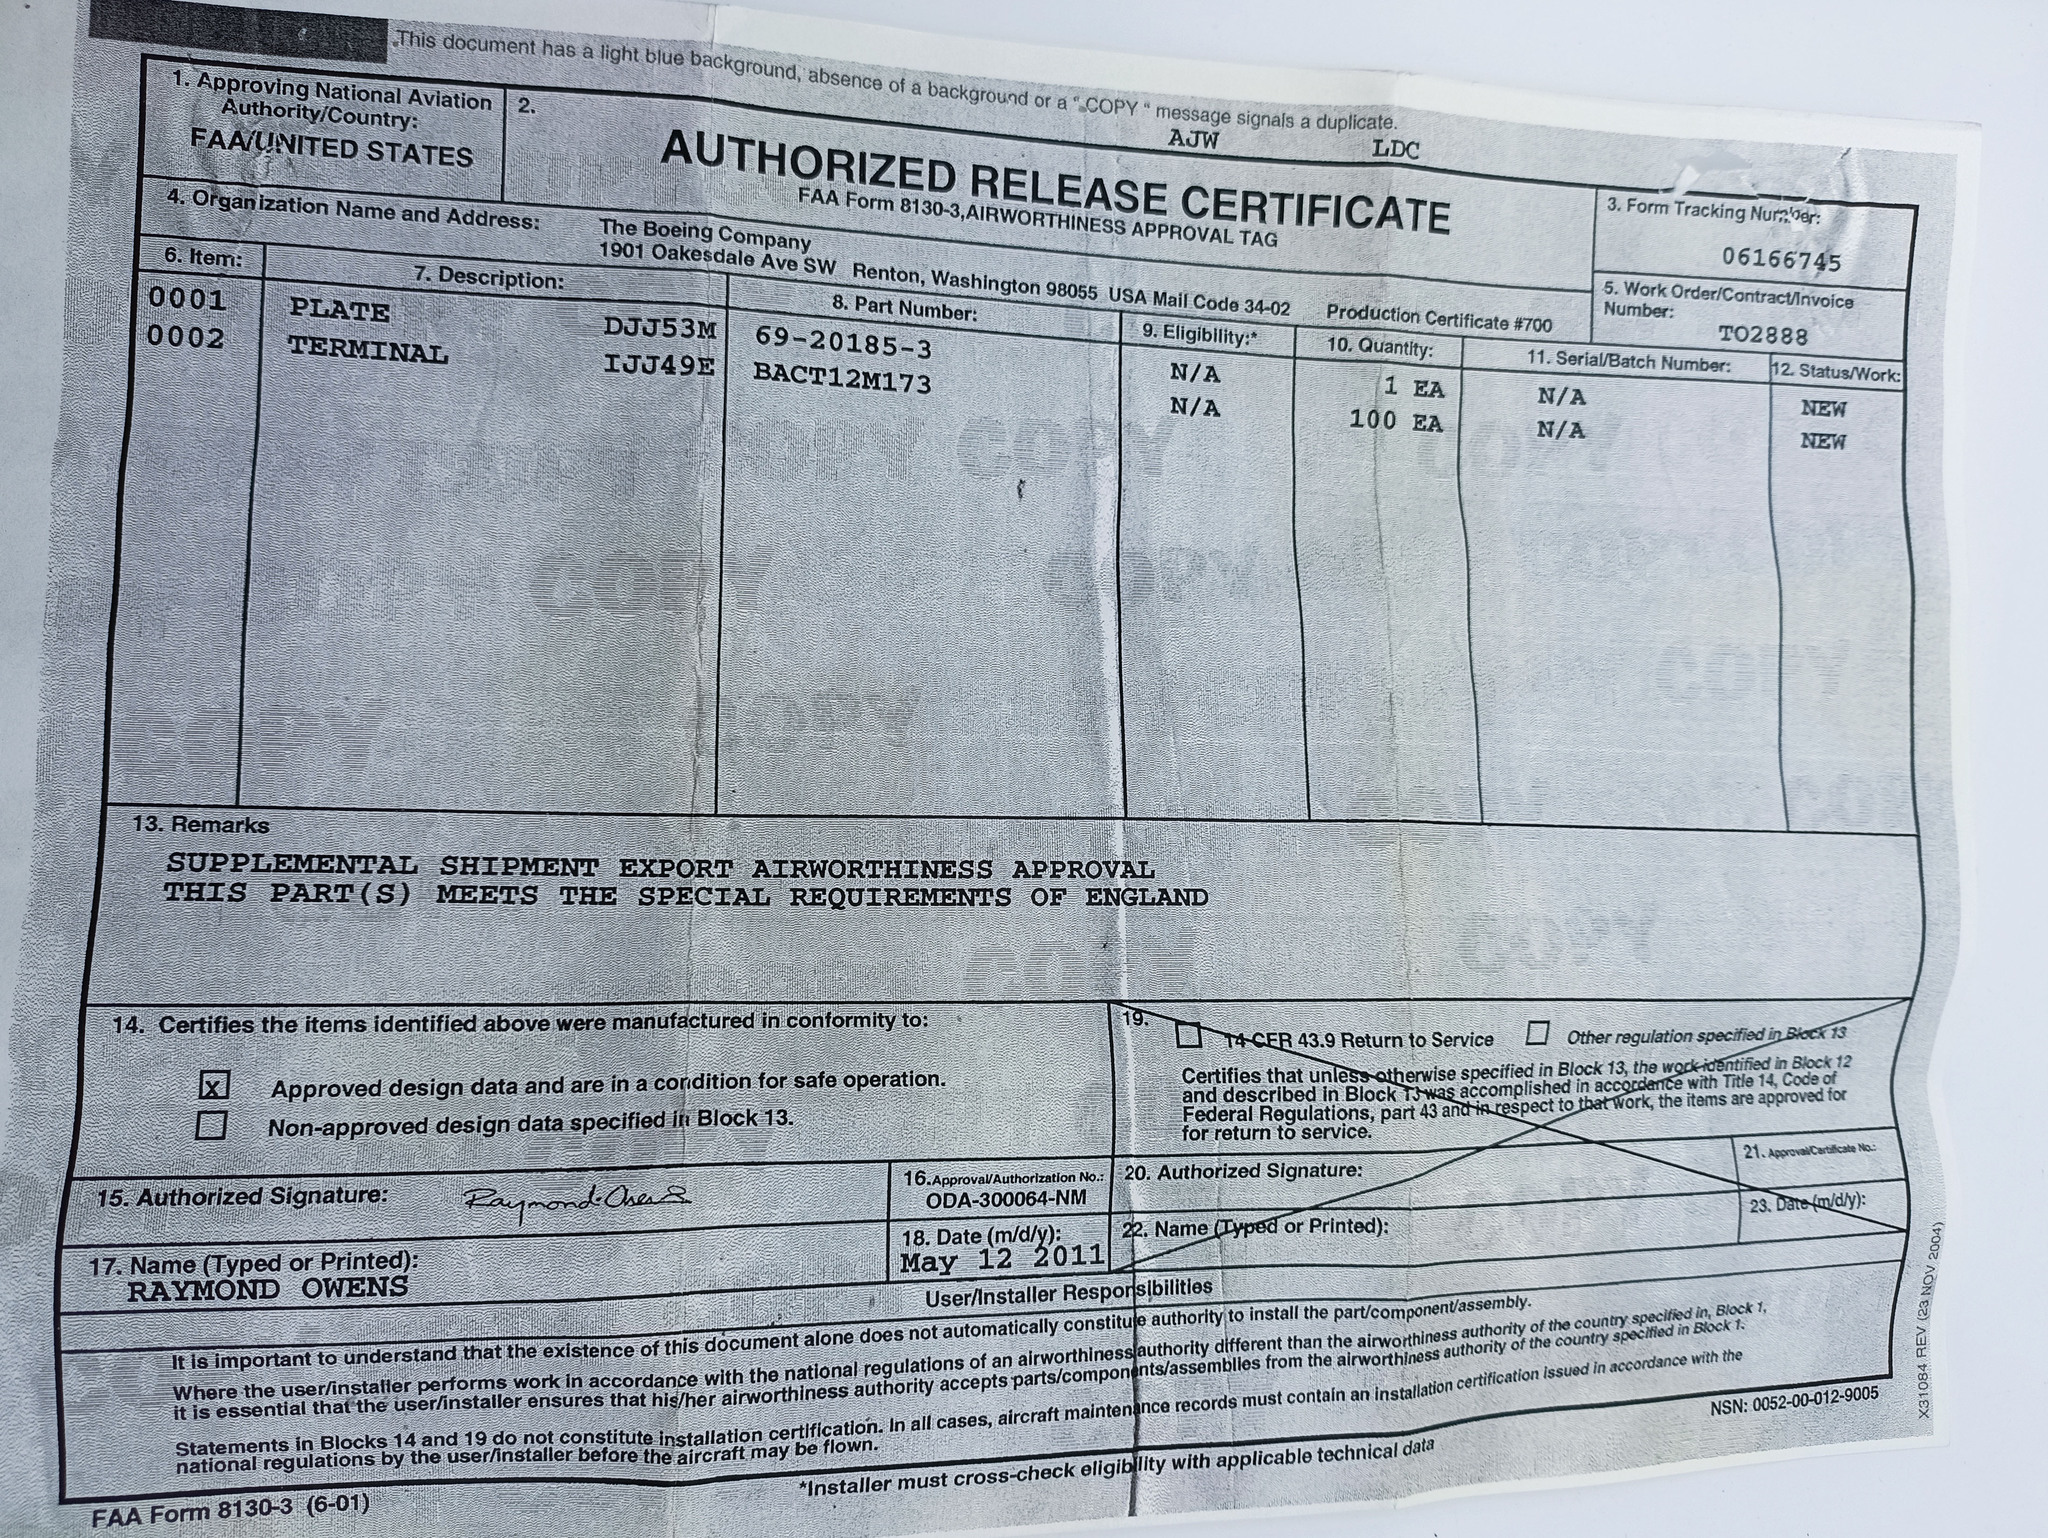 This document has a light blue background, absence of a background or a " COPY " message signals a duplicate.
AJW LDC
1. Approving National Aviation
Authority/Country:
FAA/UNITED STATES
2.
AUTHORIZED RELEASE CERTIFICATE
FAA Form 8130-3,AIRWORTHINESS APPROVAL TAG
3. Form Tracking Number:
06166745
4. Organization Name and Address:
The Boeing Company
1901 Oakesdale Ave SW Renton, Washington 98055 USA Mail Code 34-02 Production Certificate #700
5. Work Order/Contract/Invoice
Number:
TO2888
6. Item: 7. Description: 8. Part Number: 9. Eligibility:* 10. Quantity: 11. Serial/Batch Number: 12. Status/Work:
0001 PLATE DJJ53M 69-20185-3 N/A 1 EA N/A NEW
0002 TERMINAL IJJ49E BACT12M173 N/A 100 EA N/A NEW
COPY
COPY
COPY
COPY
COPY
COPY
COPY
13. Remarks
SUPPLEMENTAL SHIPMENT EXPORT AIRWORTHINESS APPROVAL
THIS PART(S) MEETS THE SPECIAL REQUIREMENTS OF ENGLAND
14. Certifies the items identified above were manufactured in conformity to:
X Approved design data and are in a condition for safe operation.
Non-approved design data specified in Block 13.
19.
14 CFR 43.9 Return to Service Other regulation specified in Block 13
Certifies that unless otherwise specified in Block 13, the work identified in Block 12
and described in Block 13 was accomplished in accordance with Title 14, Code of
Federal Regulations, part 43 and in respect to that work, the items are approved for
for return to service.
15. Authorized Signature: Raymond Owens
16. Approval/Authorization No.:
ODA-300064-NM
20. Authorized Signature:
21. Approval/Certificate No.:
17. Name (Typed or Printed):
RAYMOND OWENS
18. Date (m/d/y):
May 12 2011
22. Name (Typed or Printed):
23. Date (m/d/y):
User/Installer Responsibilities
It is important to understand that the existence of this document alone does not automatically constitute authority to install the part/component/assembly.
Where the user/installer performs work in accordance with the national regulations of an airworthiness authority different than the airworthiness authority of the country specified in, Block 1,
it is essential that the user/installer ensures that his/her airworthiness authority accepts parts/components/assemblies from the airworthiness authority of the country specified in Block 1.
Statements in Blocks 14 and 19 do not constitute installation certification. In all cases, aircraft maintenance records must contain an installation certification issued in accordance with the
national regulations by the user/installer before the aircraft may be flown.
NSN: 0052-00-012-9005
*Installer must cross-check eligibility with applicable technical data
FAA Form 8130-3 (6-01)
X31084 REV (23 NOV 2004)